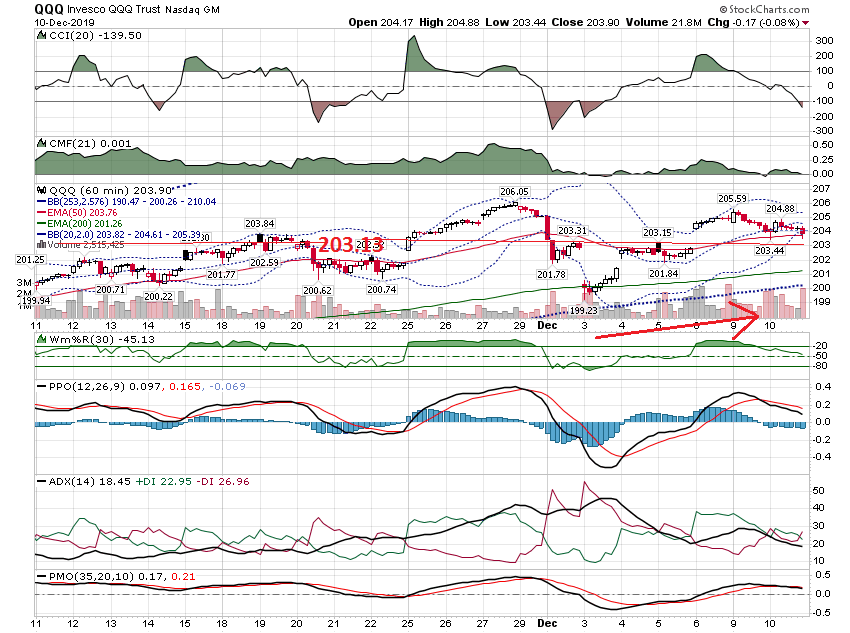 QQQ Invesco QQQ Trust Nasdaq GM © StockCharts.com
10-Dec-2019 Open 204.17 High 204.88 Low 203.44 Close 203.90 Volume 21.8M Chg -0.17 (-0.08%)
CCI(20) -139.50
300
200
100
0
-100
-200
-300
CMF(21) 0.001
0.50
0.25
0.00
QQQ (60 min) 203.90
BB(253,2.576) 190.47 - 200.26 - 210.04
EMA(50) 203.76
EMA(200) 201.26
BB(20,2.0) 203.82 - 204.61 - 205.39
Volume 2,515,425
207
206
205
204
203
202
201
200
199
3M
2M
1M
201.25
199.94
200.71
200.22
201.77
203.84
202.59
200.62
203.13
200.74
206.05
201.78
203.31
199.23
203.15
201.84
205.59
204.88
203.44
11 12 13 14 15 18 19 20 21 22 25 26 27 29 Dec 3 4 5 6 9 10
Wm%R(30) -45.13
-20
-50
-80
PPO(12,26,9) 0.097, 0.165, -0.069
0.4
0.2
0.0
-0.2
-0.4
ADX(14) 18.45 +DI 22.95 -DI 26.96
50
40
30
20
10
PMO(35,20,10) 0.17, 0.21
0.5
0.0
-0.5
11 12 13 14 15 18 19 20 21 22 25 26 27 29 Dec 3 4 5 6 9 10